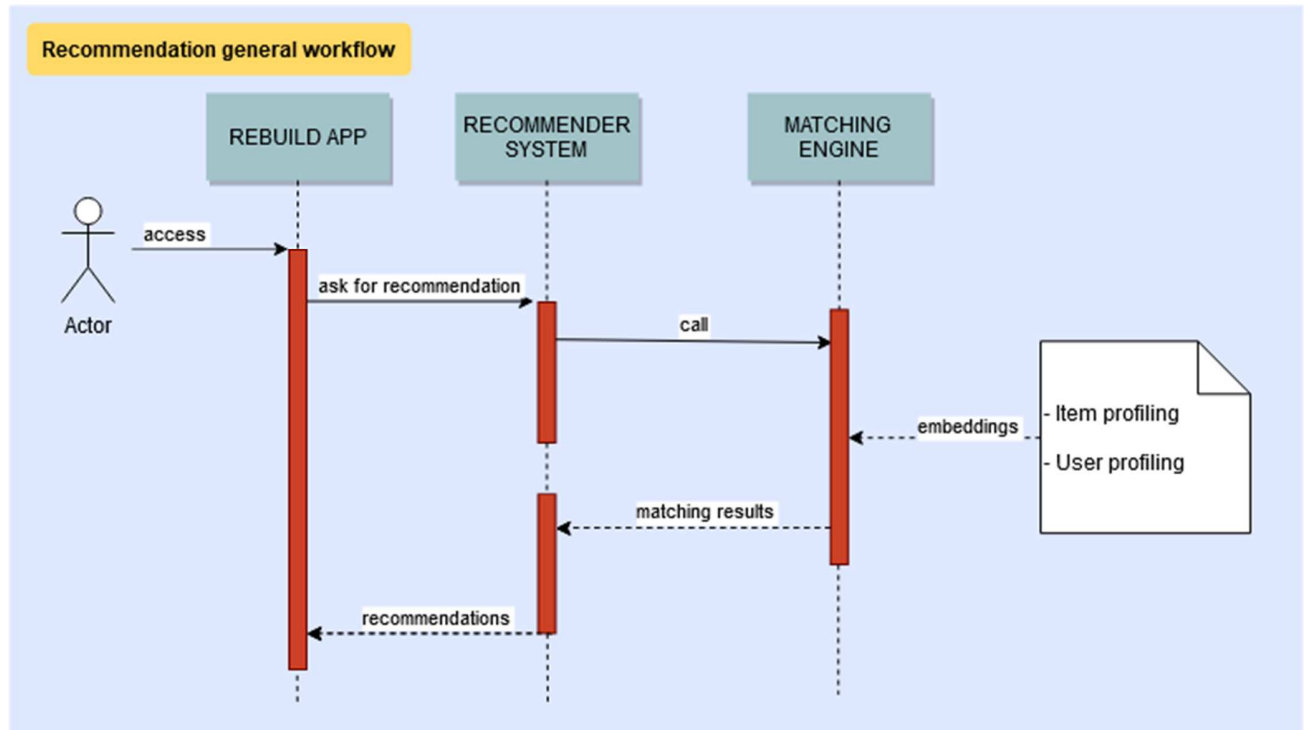 Recommendation general workflow
REBUILD APP
RECOMMENDER
SYSTEM
MATCHING
ENGINE
access
ask for recommendation
Actor
call
- Item profiling
embeddings
- User profiling
matching results
recommendations